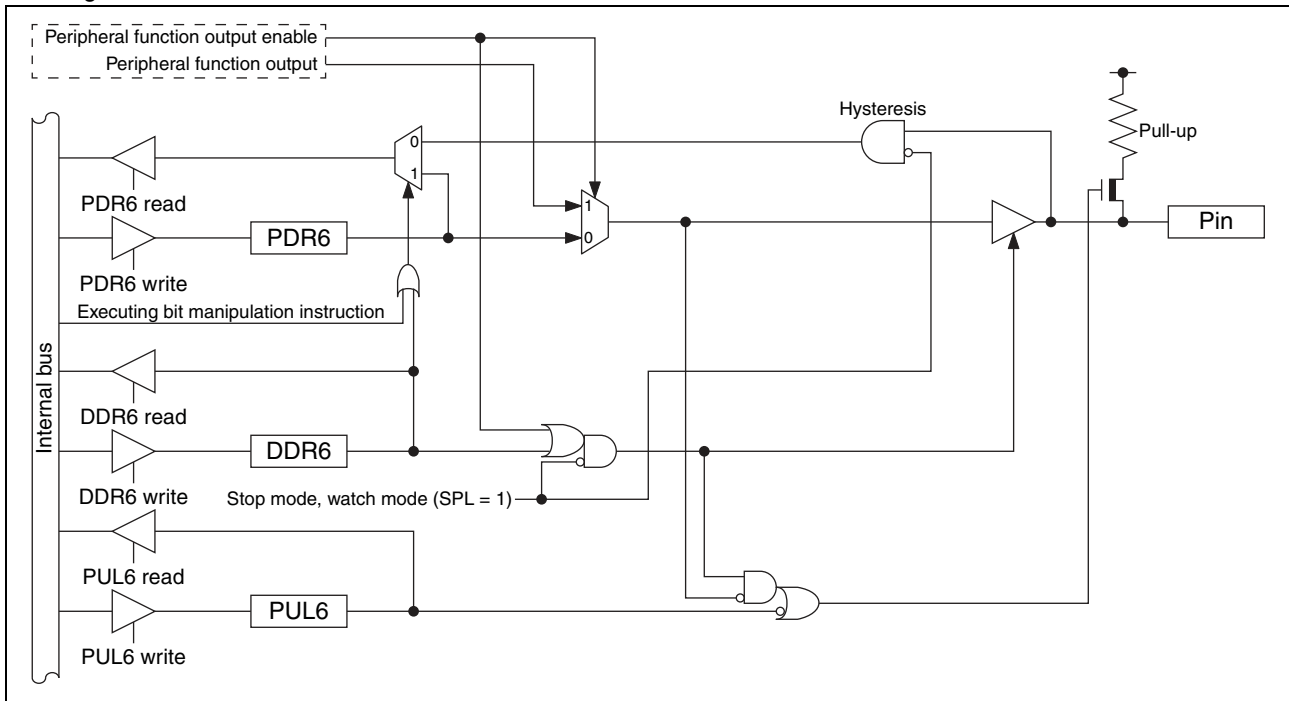 Peripheral function output enable
Peripheral function output
Hysteresis
Pull-up
0
1
PDR6 read
1
PDR6
0
Pin
PDR6 write
Executing bit manipulation instruction
Internal bus
DDR6 read
DDR6
DDR6 write
Stop mode, watch mode (SPL = 1)
PUL6 read
PUL6
PUL6 write